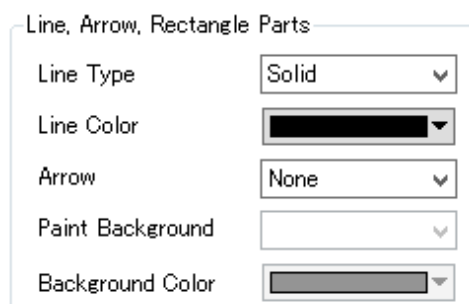 Line, Arrow, Rectangle Parts
Line Type Solid
Line Color
Arrow None
Paint Background
Background Color